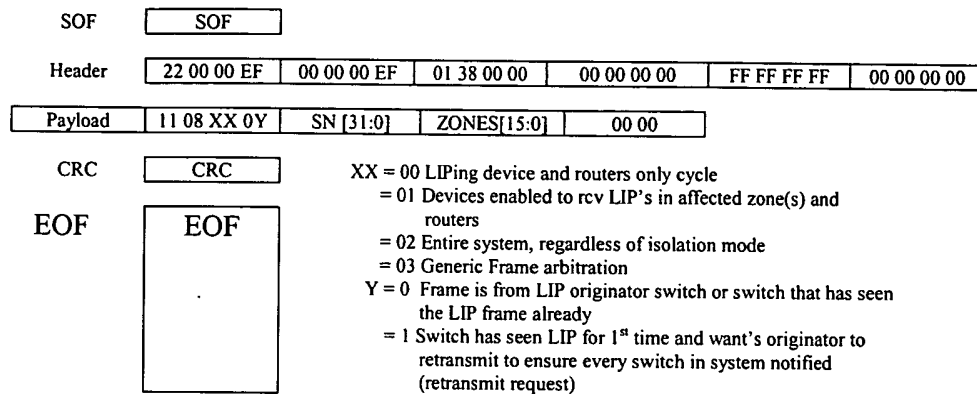 SOF SOF
Header 22 00 00 EF 00 00 00 EF 01 38 00 00 00 00 00 00 FF FF FF FF 00 00 00 00
Payload 11 08 XX 0Y SN [31:0] ZONES[15:0] 00 00
CRC CRC
EOF EOF
XX = 00 LIPing device and routers only cycle
= 01 Devices enabled to rcv LIP's in affected zone(s) and
routers
= 02 Entire system, regardless of isolation mode
= 03 Generic Frame arbitration
Y = 0 Frame is from LIP originator switch or switch that has seen
the LIP frame already
= 1 Switch has seen LIP for 1st time and want's originator to
retransmit to ensure every switch in system notified
(retransmit request)